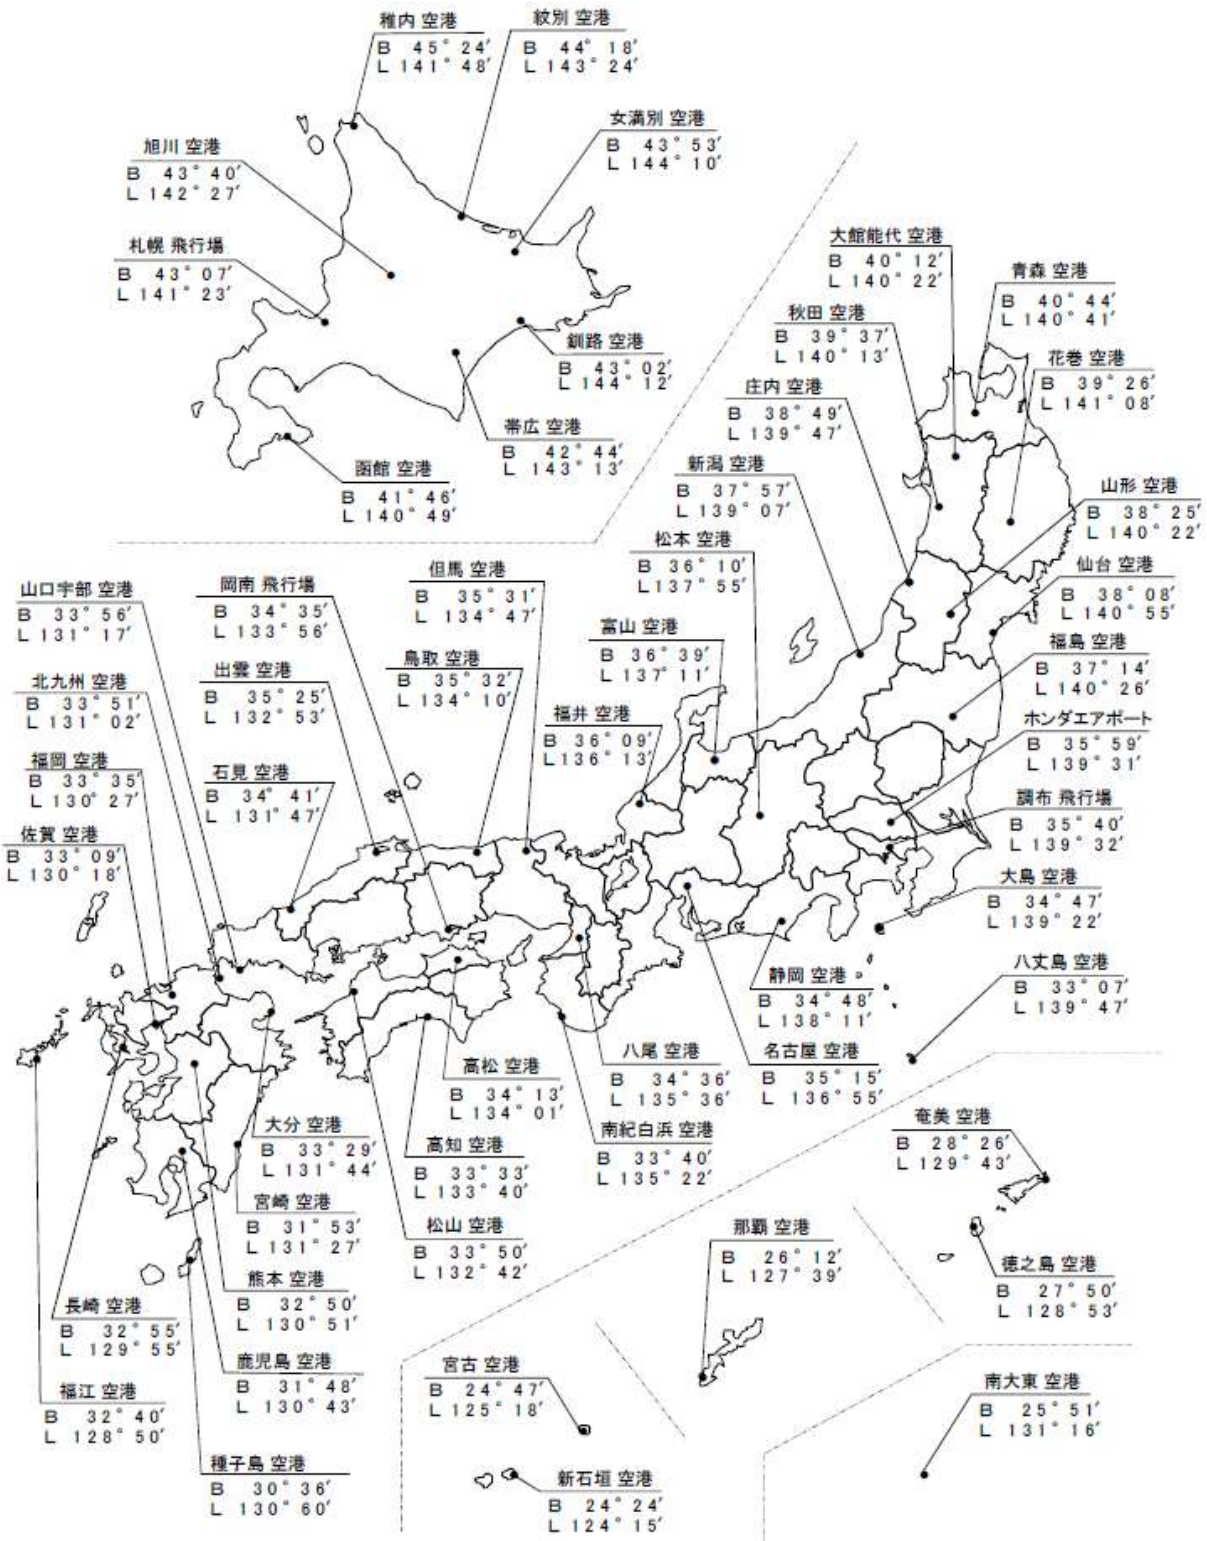 稚内 空港
B 45° 24′
L 141° 48′
紋別 空港
B 44° 18′
L 143° 24′
女満別 空港
B 43° 53′
L 144° 10′
旭川 空港
B 43° 40′
L 142° 27′
札幌 飛行場
B 43° 07′
L 141° 23′
釧路 空港
B 43° 02′
L 144° 12′
帯広 空港
B 42° 44′
L 143° 13′
函館 空港
B 41° 46′
L 140° 49′
大館能代 空港
B 40° 12′
L 140° 22′
青森 空港
B 40° 44′
L 140° 41′
秋田 空港
B 39° 37′
L 140° 13′
花巻 空港
B 39° 26′
L 141° 08′
庄内 空港
B 38° 49′
L 139° 47′
新潟 空港
B 37° 57′
L 139° 07′
山形 空港
B 38° 25′
L 140° 22′
松本 空港
B 36° 10′
L 137° 55′
仙台 空港
B 38° 08′
L 140° 55′
富山 空港
B 36° 39′
L 137° 11′
福島 空港
B 37° 14′
L 140° 26′
福井 空港
B 36° 09′
L 136° 13′
ホンダエアポート
B 35° 59′
L 139° 31′
調布 飛行場
B 35° 40′
L 139° 32′
大島 空港
B 34° 47′
L 139° 22′
八丈島 空港
B 33° 07′
L 139° 47′
静岡 空港
B 34° 48′
L 138° 11′
名古屋 空港
B 35° 15′
L 136° 55′
八尾 空港
B 34° 36′
L 135° 36′
南紀白浜 空港
B 33° 40′
L 135° 22′
但馬 空港
B 35° 31′
L 134° 47′
岡南 飛行場
B 34° 35′
L 133° 56′
山口宇部 空港
B 33° 56′
L 131° 17′
鳥取 空港
B 35° 32′
L 134° 10′
出雲 空港
B 35° 25′
L 132° 53′
北九州 空港
B 33° 51′
L 131° 02′
福岡 空港
B 33° 35′
L 130° 27′
石見 空港
B 34° 41′
L 131° 47′
佐賀 空港
B 33° 09′
L 130° 18′
高松 空港
B 34° 13′
L 134° 01′
高知 空港
B 33° 33′
L 133° 40′
松山 空港
B 33° 50′
L 132° 42′
大分 空港
B 33° 29′
L 131° 44′
宮崎 空港
B 31° 53′
L 131° 27′
熊本 空港
B 32° 50′
L 130° 51′
長崎 空港
B 32° 55′
L 129° 55′
鹿児島 空港
B 31° 48′
L 130° 43′
福江 空港
B 32° 40′
L 128° 50′
種子島 空港
B 30° 36′
L 130° 60′
奄美 空港
B 28° 26′
L 129° 43′
徳之島 空港
B 27° 50′
L 128° 53′
那覇 空港
B 26° 12′
L 127° 39′
宮古 空港
B 24° 47′
L 125° 18′
新石垣 空港
B 24° 24′
L 124° 15′
南大東 空港
B 25° 51′
L 131° 16′